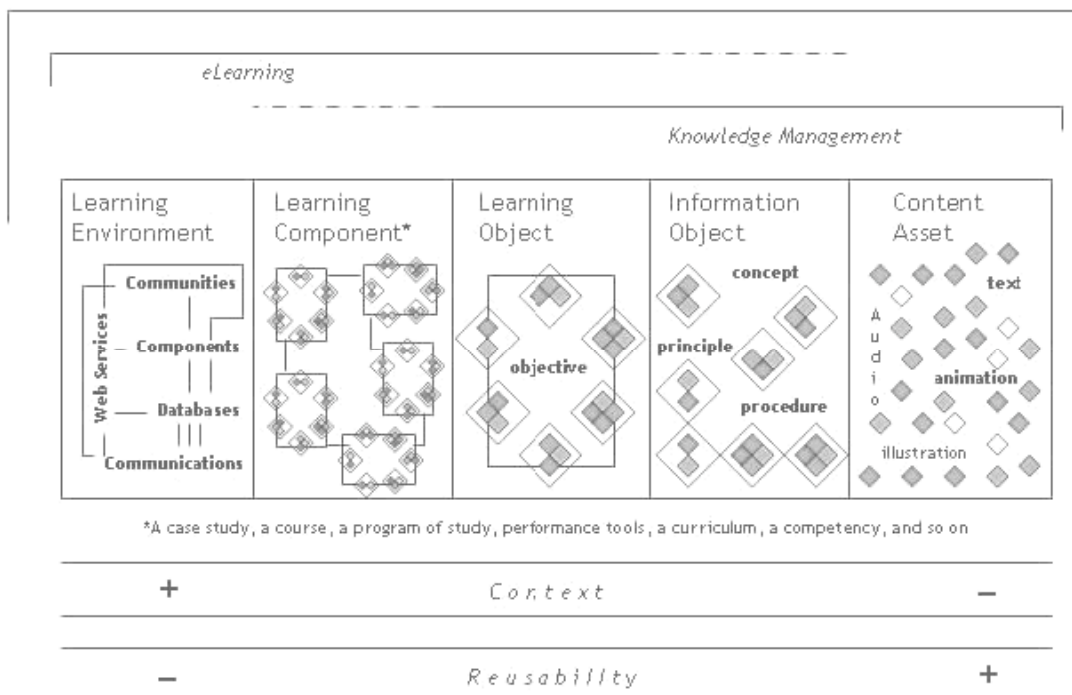 eLearning
Knowledge Management
Learning
Environment
Communities
Web Services
Components
Databases
Communications
Learning
Component*
Learning
Object
objective
Information
Object
concept
principle
procedure
Content
Asset
text
Audio
animation
illustration
*A case study, a course, a program of study, performance tools, a curriculum, a competency, and so on
+ Context −
− Reusability +